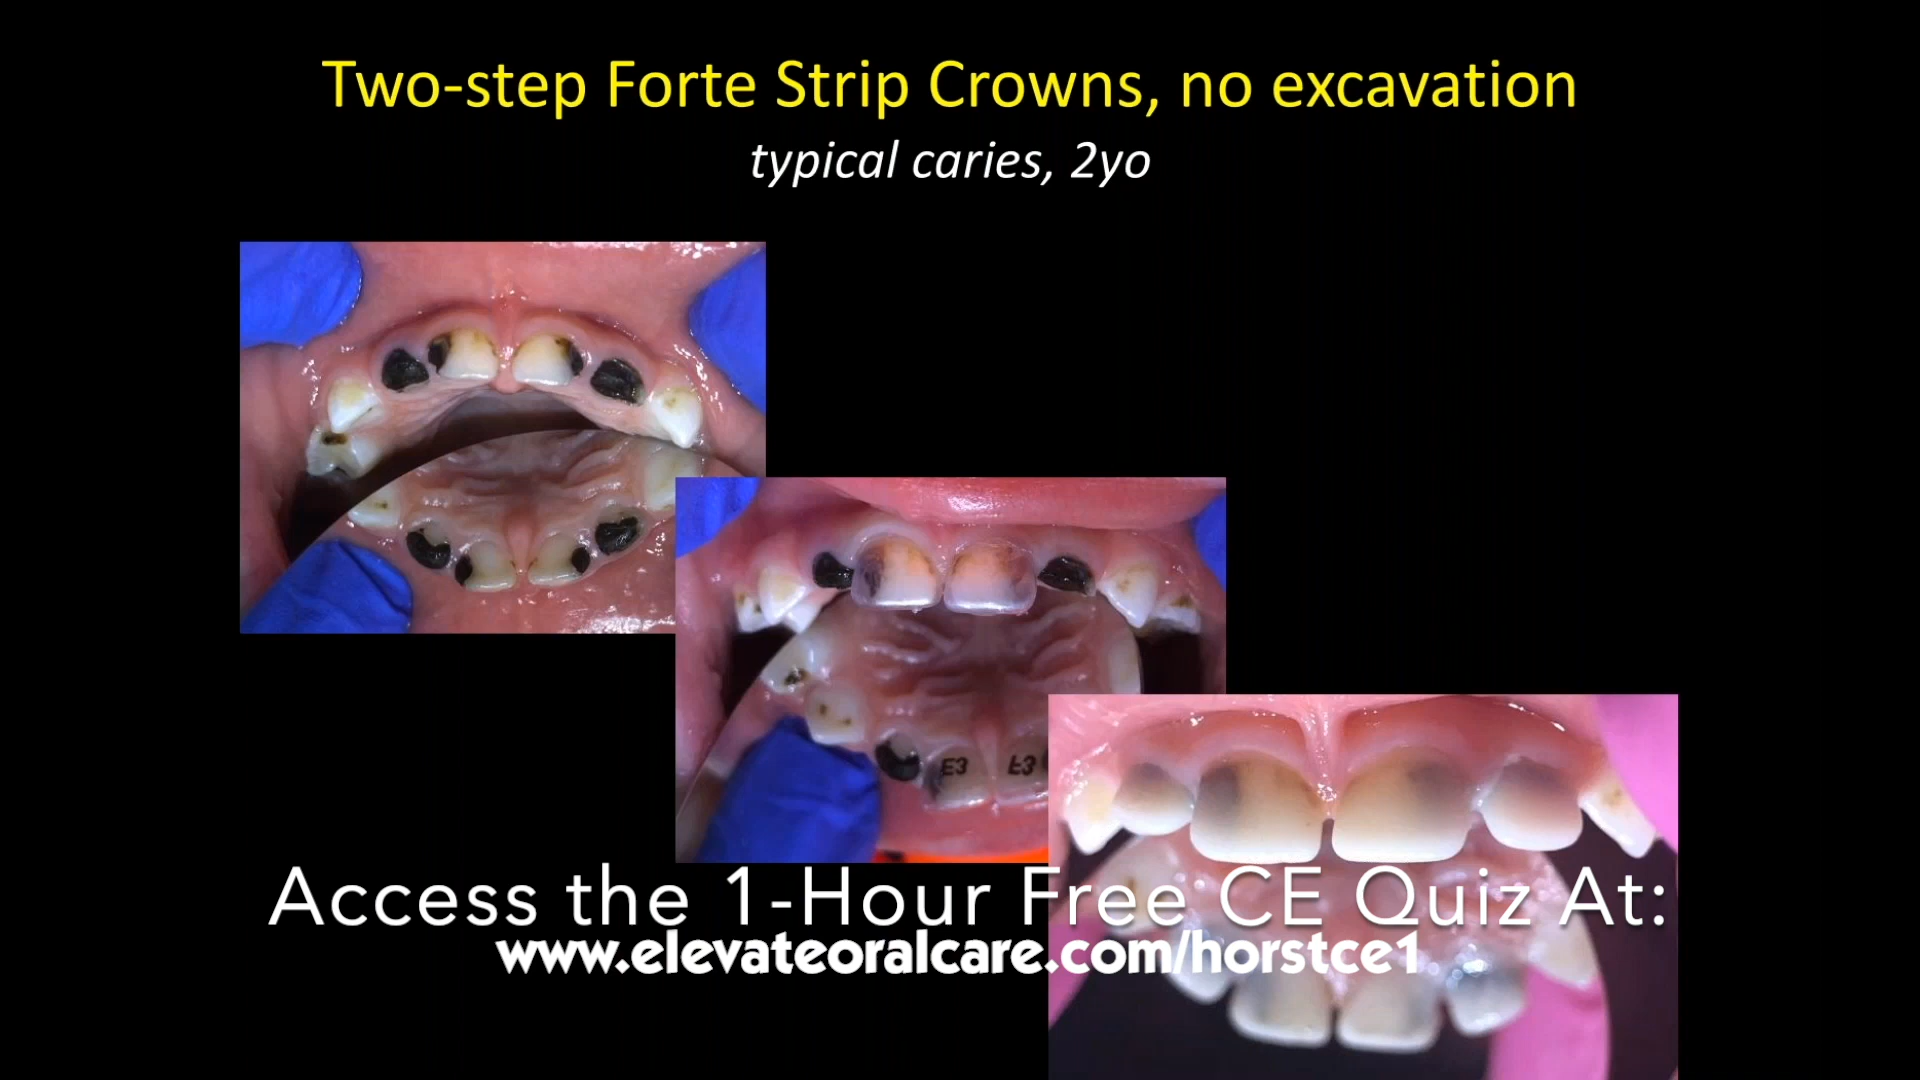 Two-step Forte Strip Crowns, no excavation
typical caries, 2yo
E3
Access the 1-Hour Free CE Quiz At:
www.elevateoralcare.com/horstce1